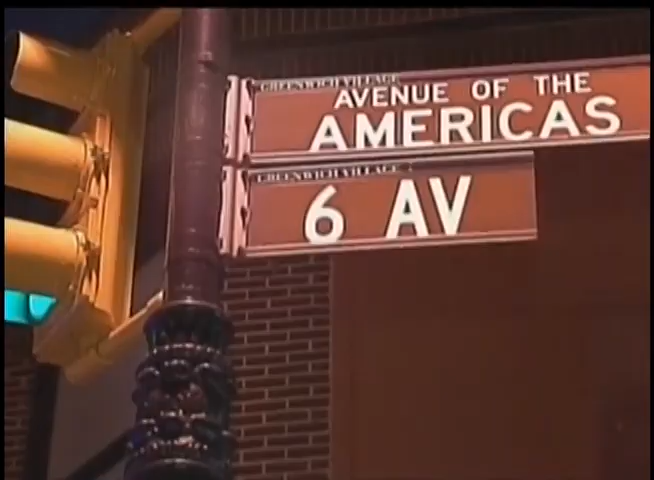 GREENWICH VILLAGE
AVENUE OF THE
AMERICAS
GREENWICH VILLAGE
6 AV